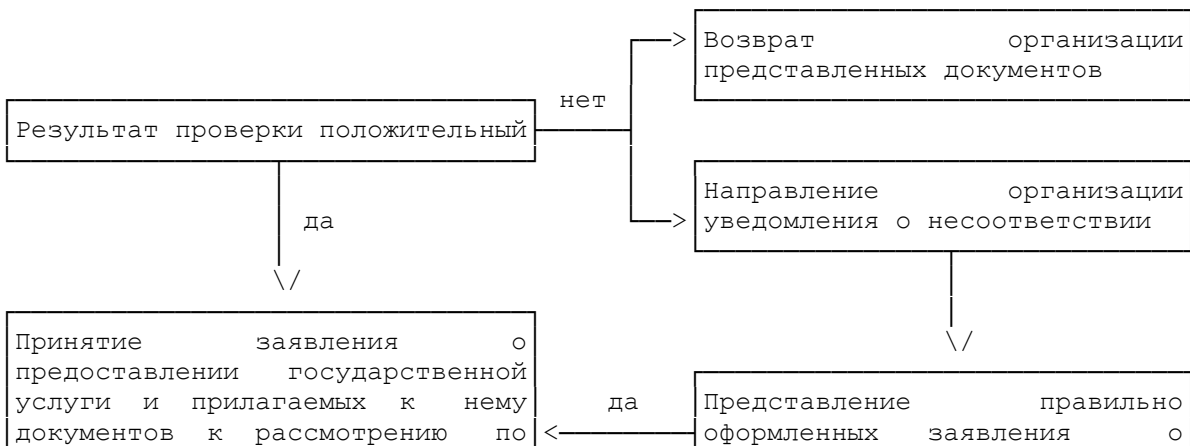 Возврат организации
представленных документов
нет
Результат проверки положительный
Направление организации
уведомления о несоответствии
да
Принятие заявления о
предоставлении государственной
услуги и прилагаемых к нему
документов к рассмотрению по
да
Представление правильно
оформленных заявления о